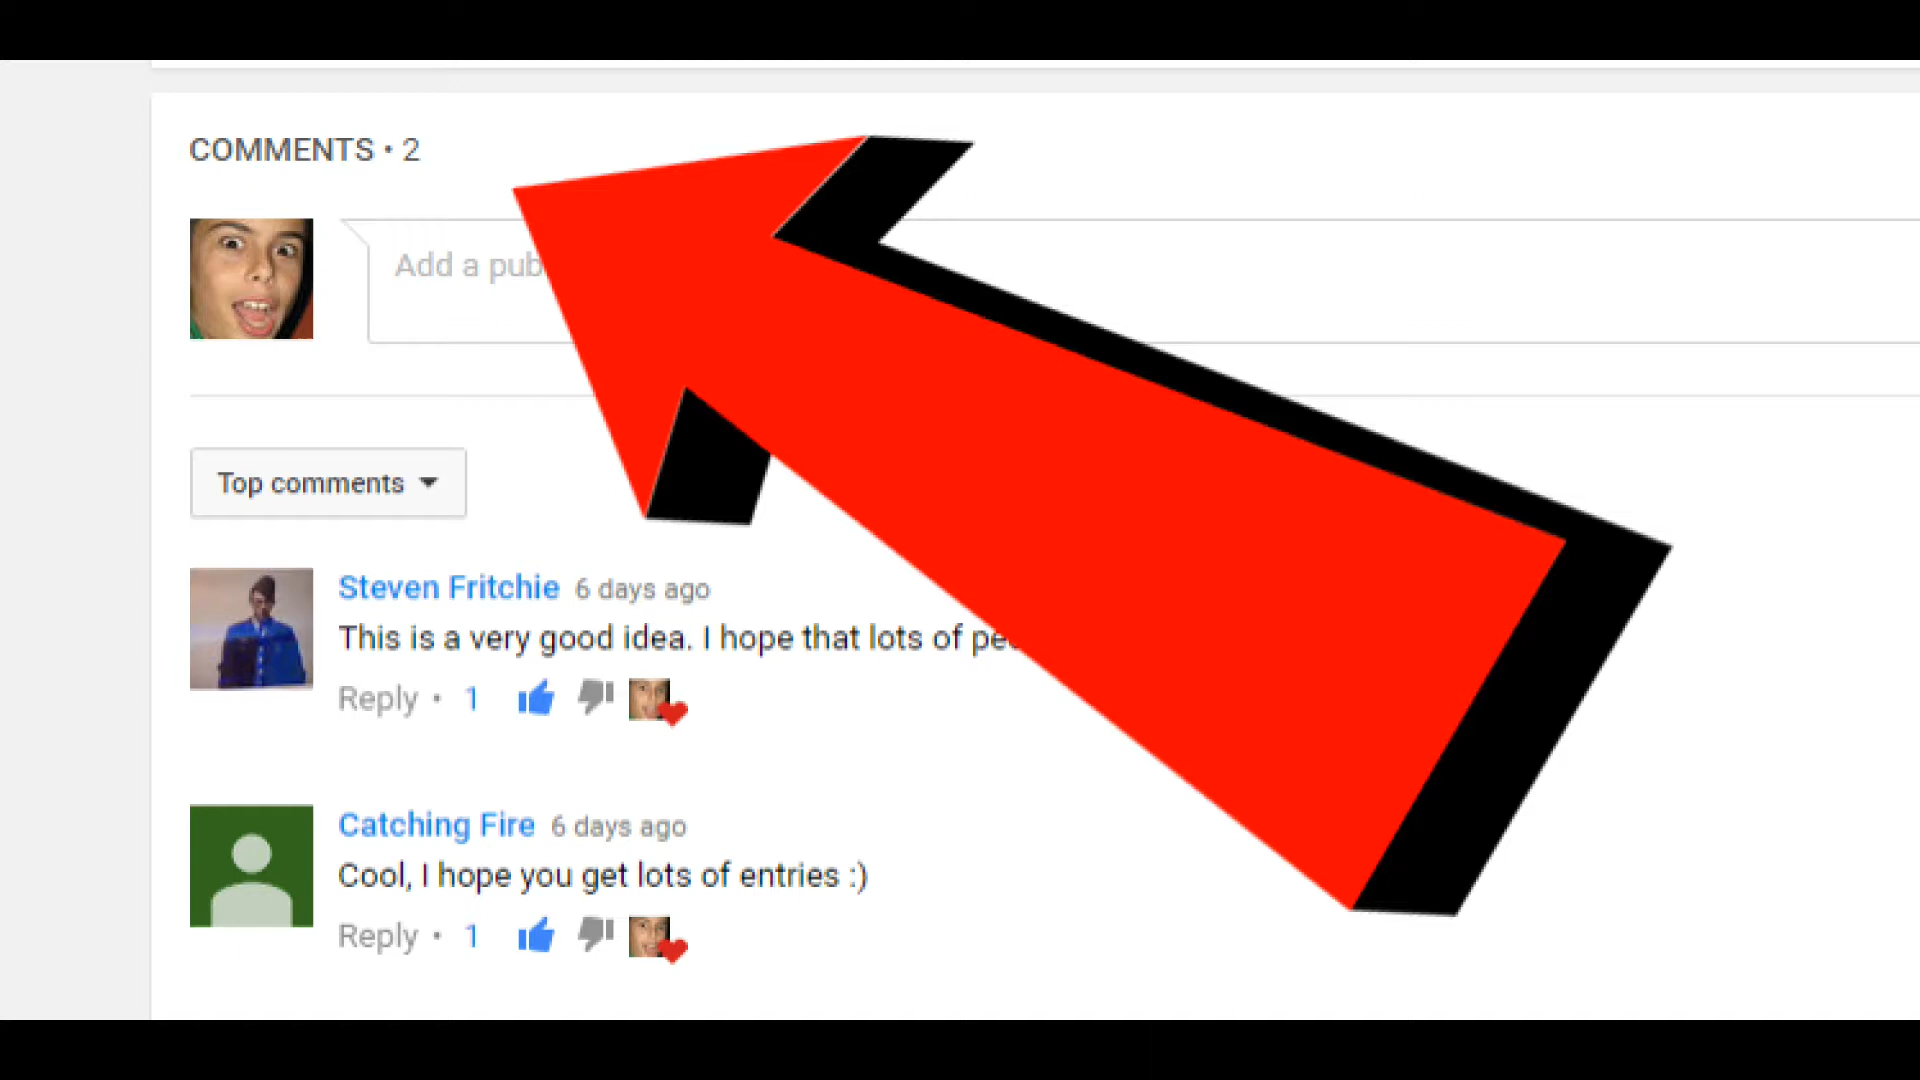 COMMENTS • 2
Add a pub
Top comments
Steven Fritchie 6 days ago
This is a very good idea. I hope that lots of
Reply • 1
Catching Fire 6 days ago
Cool, I hope you get lots of entries :)
Reply • 1